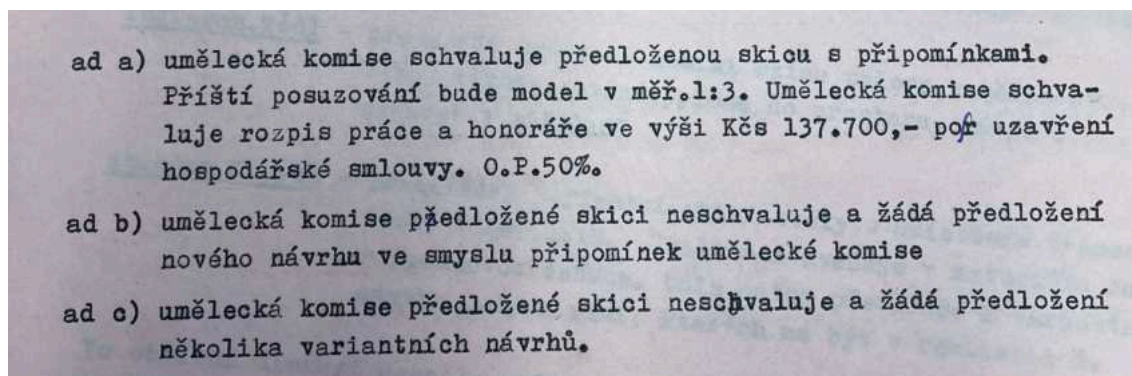 ad a) umělecká komise schvaluje předloženou skicu s připomínkami.
Příští posuzování bude model v měř.1:3. Umělecká komise schva-
luje rozpis práce a honoráře ve výši Kčs 137.700,- por uzavření
hospodářské smlouvy. O.P.50%.
ad b) umělecká komise předložené skici neschvaluje a žádá předložení
nového návrhu ve smyslu připomínek umělecké komise
ad c) umělecká komise předložené skici neschvaluje a žádá předložení
několika variantních návrhů.